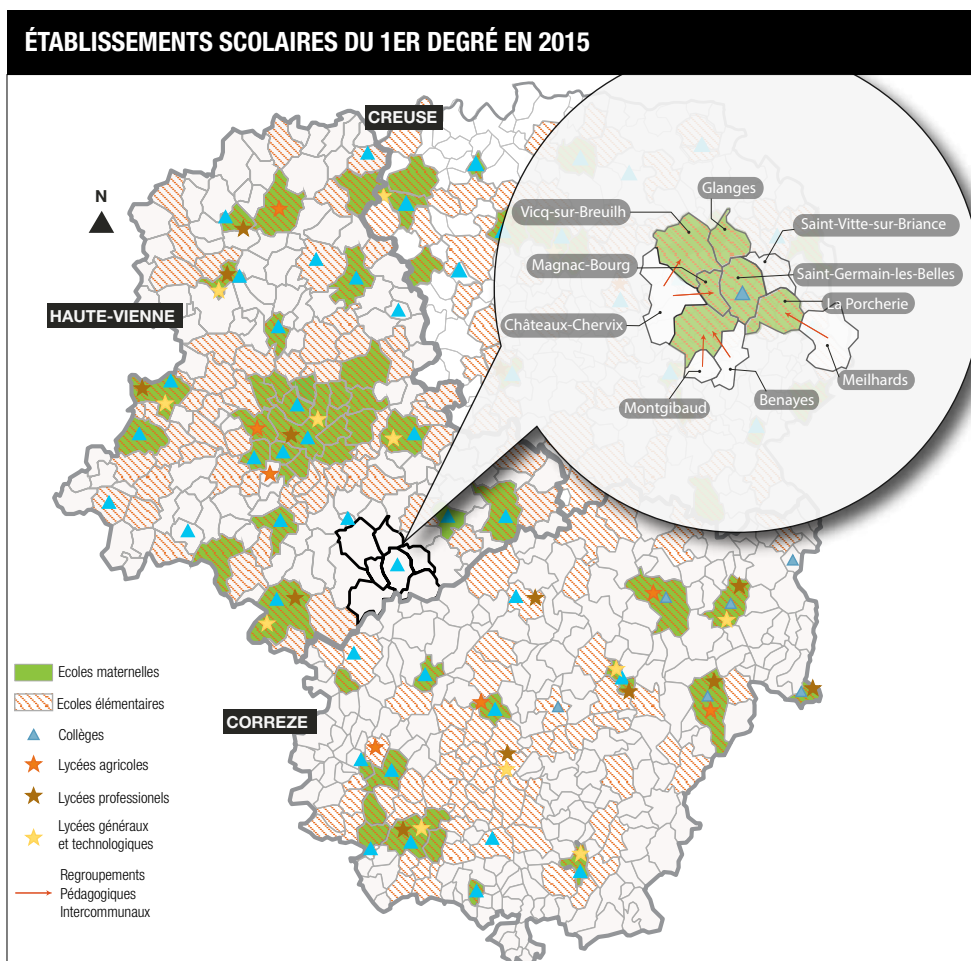 ÉTABLISSEMENTS SCOLAIRES DU 1ER DEGRÉ EN 2015
CREUSE
N
Glanges
Vicq-sur-Breuilh
Saint-Vitte-sur-Briance
Magnac-Bourg
Saint-Germain-les-Belles
La Porcherie
HAUTE-VIENNE
Châteaux-Chervix
Meilhards
Benayes
Montgibaud
Ecoles maternelles
Ecoles élémentaires
CORREZE
Collèges
Lycées agricoles
Lycées professionels
Lycées généraux
et technologiques
Regroupements
Pédagogiques
Intercommunaux